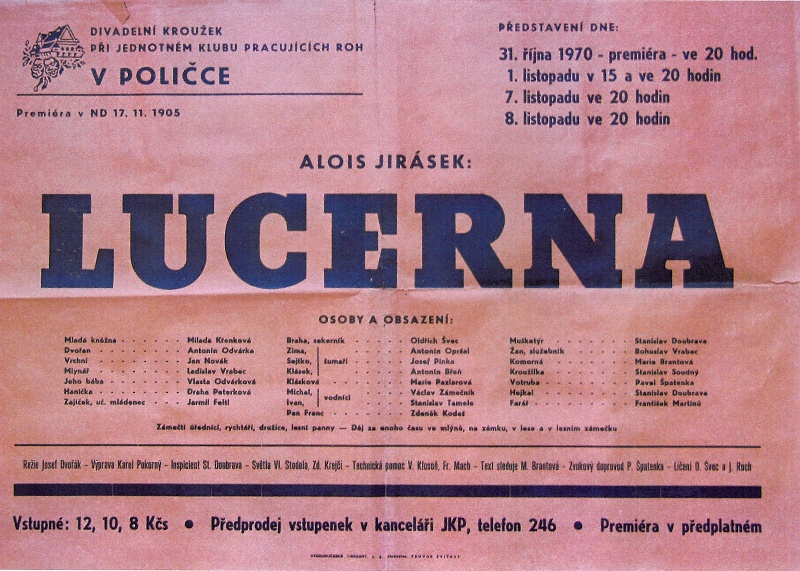 DIVADELNÍ KROUŽEK
PŘI JEDNOTNÉM KLUBU PRACUJÍCÍCH ROH
V POLIČCE
Premiéra v ND 17. 11. 1905
PŘEDSTAVENÍ DNE:
31. října 1970 - premiéra - ve 20 hod.
1. listopadu v 15 a ve 20 hodin
7. listopadu ve 20 hodin
8. listopadu ve 20 hodin
ALOIS JIRÁSEK:
LUCERNA
OSOBY A OBSAZENÍ:
Mladá kněžna - - - - - - Milada Křenková
Dvořan - - - - - - Antonín Odvárka
Vrchní - - - - - - Jan Novák
Mlynář - - - - - - Ladislav Vrabec
Jeho bába - - - - - - Vlasta Odvárková
Hanička - - - - - - Draha Peterková
Zajíček, uč. mládenec - - - Jarmil Feltl
Braha, sekerník - - - - Oldřich Švec
Zima, - - - - Antonín Opršal
Sejtko, šumaři - - - - Josef Pinka
Klásek, - - - - Antonín Břeň
Klásková - - - - - - Marie Pazlarová
Michal, - - - - Václav Zámečník
Ivan, vodníci - - - - Stanislav Tamele
Pan Franc - - - - - - Zdeněk Kodeš
Mušketýr - - - - - - Stanislav Doubrava
Žan, služebník - - - - Bohuslav Vrabec
Komorná - - - - - - Marie Brantová
Kroužilka - - - - - - Stanislav Soudný
Votruba - - - - - - Pavel Špatenka
Hejkal - - - - - - Stanislav Doubrava
Farář - - - - - - František Martinů
Zámečtí úředníci, rychtáři, družice, lesní panny — Děj za onoho času ve mlýně, na zámku, v lese a v lesním zámečku
Režie Josef Dvořák - Výprava Karel Pokorný - Inspicient St. Doubrava - Světla Vl. Stodola, Zd. Krejčí - Technická pomoc V. Klusoň, Fr. Mach - Text sleduje M. Brantová - Zvukový doprovod P. Špatenka - Líčení O. Švec a J. Roch
Vstupné: 12, 10, 8 Kčs ● Předprodej vstupenek v kanceláři JKP, telefon 246 ● Premiéra v předplatném